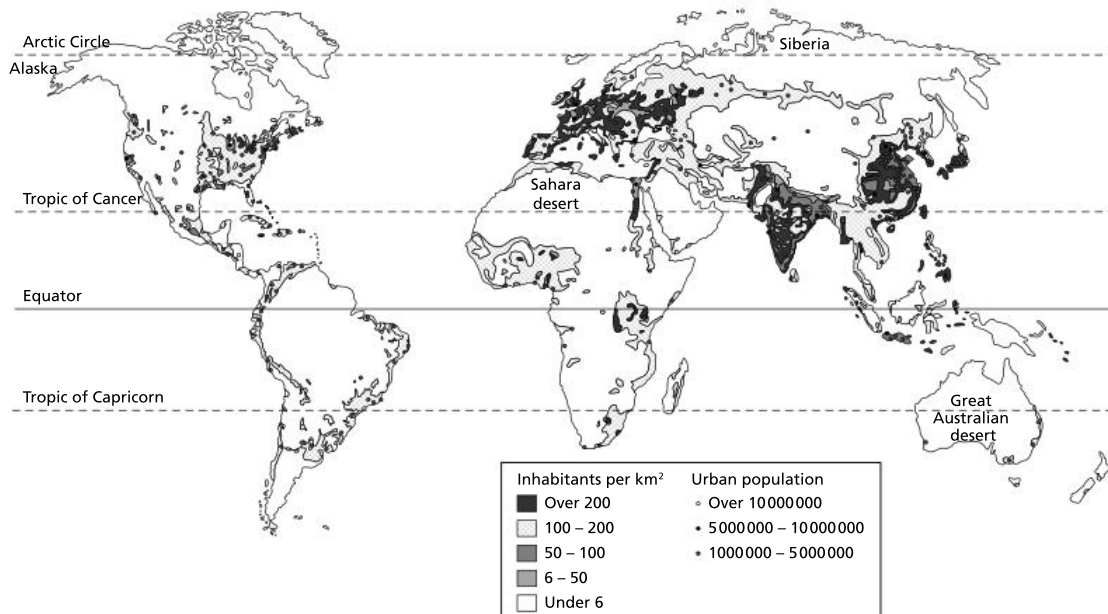 Arctic Circle
Siberia
Alaska
Sahara
desert
Tropic of Cancer
Equator
Tropic of Capricorn
Great
Australian
desert
Inhabitants per km²
Over 200
100 – 200
50 – 100
6 – 50
Under 6
Urban population
Over 10 000 000
5 000 000 – 10 000 000
1 000 000 – 5 000 000